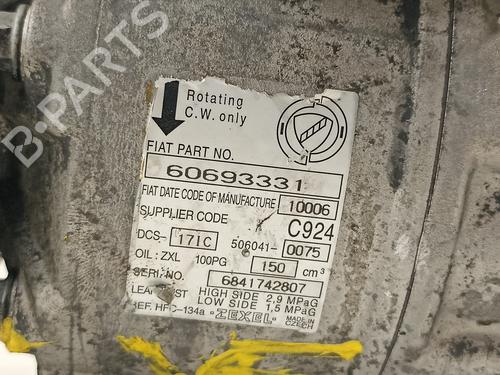 B-PARTS
Rotating
C.W. only
FIAT PART NO.
60693331
FIAT DATE CODE OF MANUFACTURE 10006
SUPPLIER CODE C924
DCS- 17IC 506041- 0075
OIL: ZXL 100PG 150 cm³
SERI NO. 6841742807
HIGH SIDE 2,9 MPaG
LOW SIDE 1,5 MPaG
REF. HFC-134a ZEXEL MADE IN CZECH